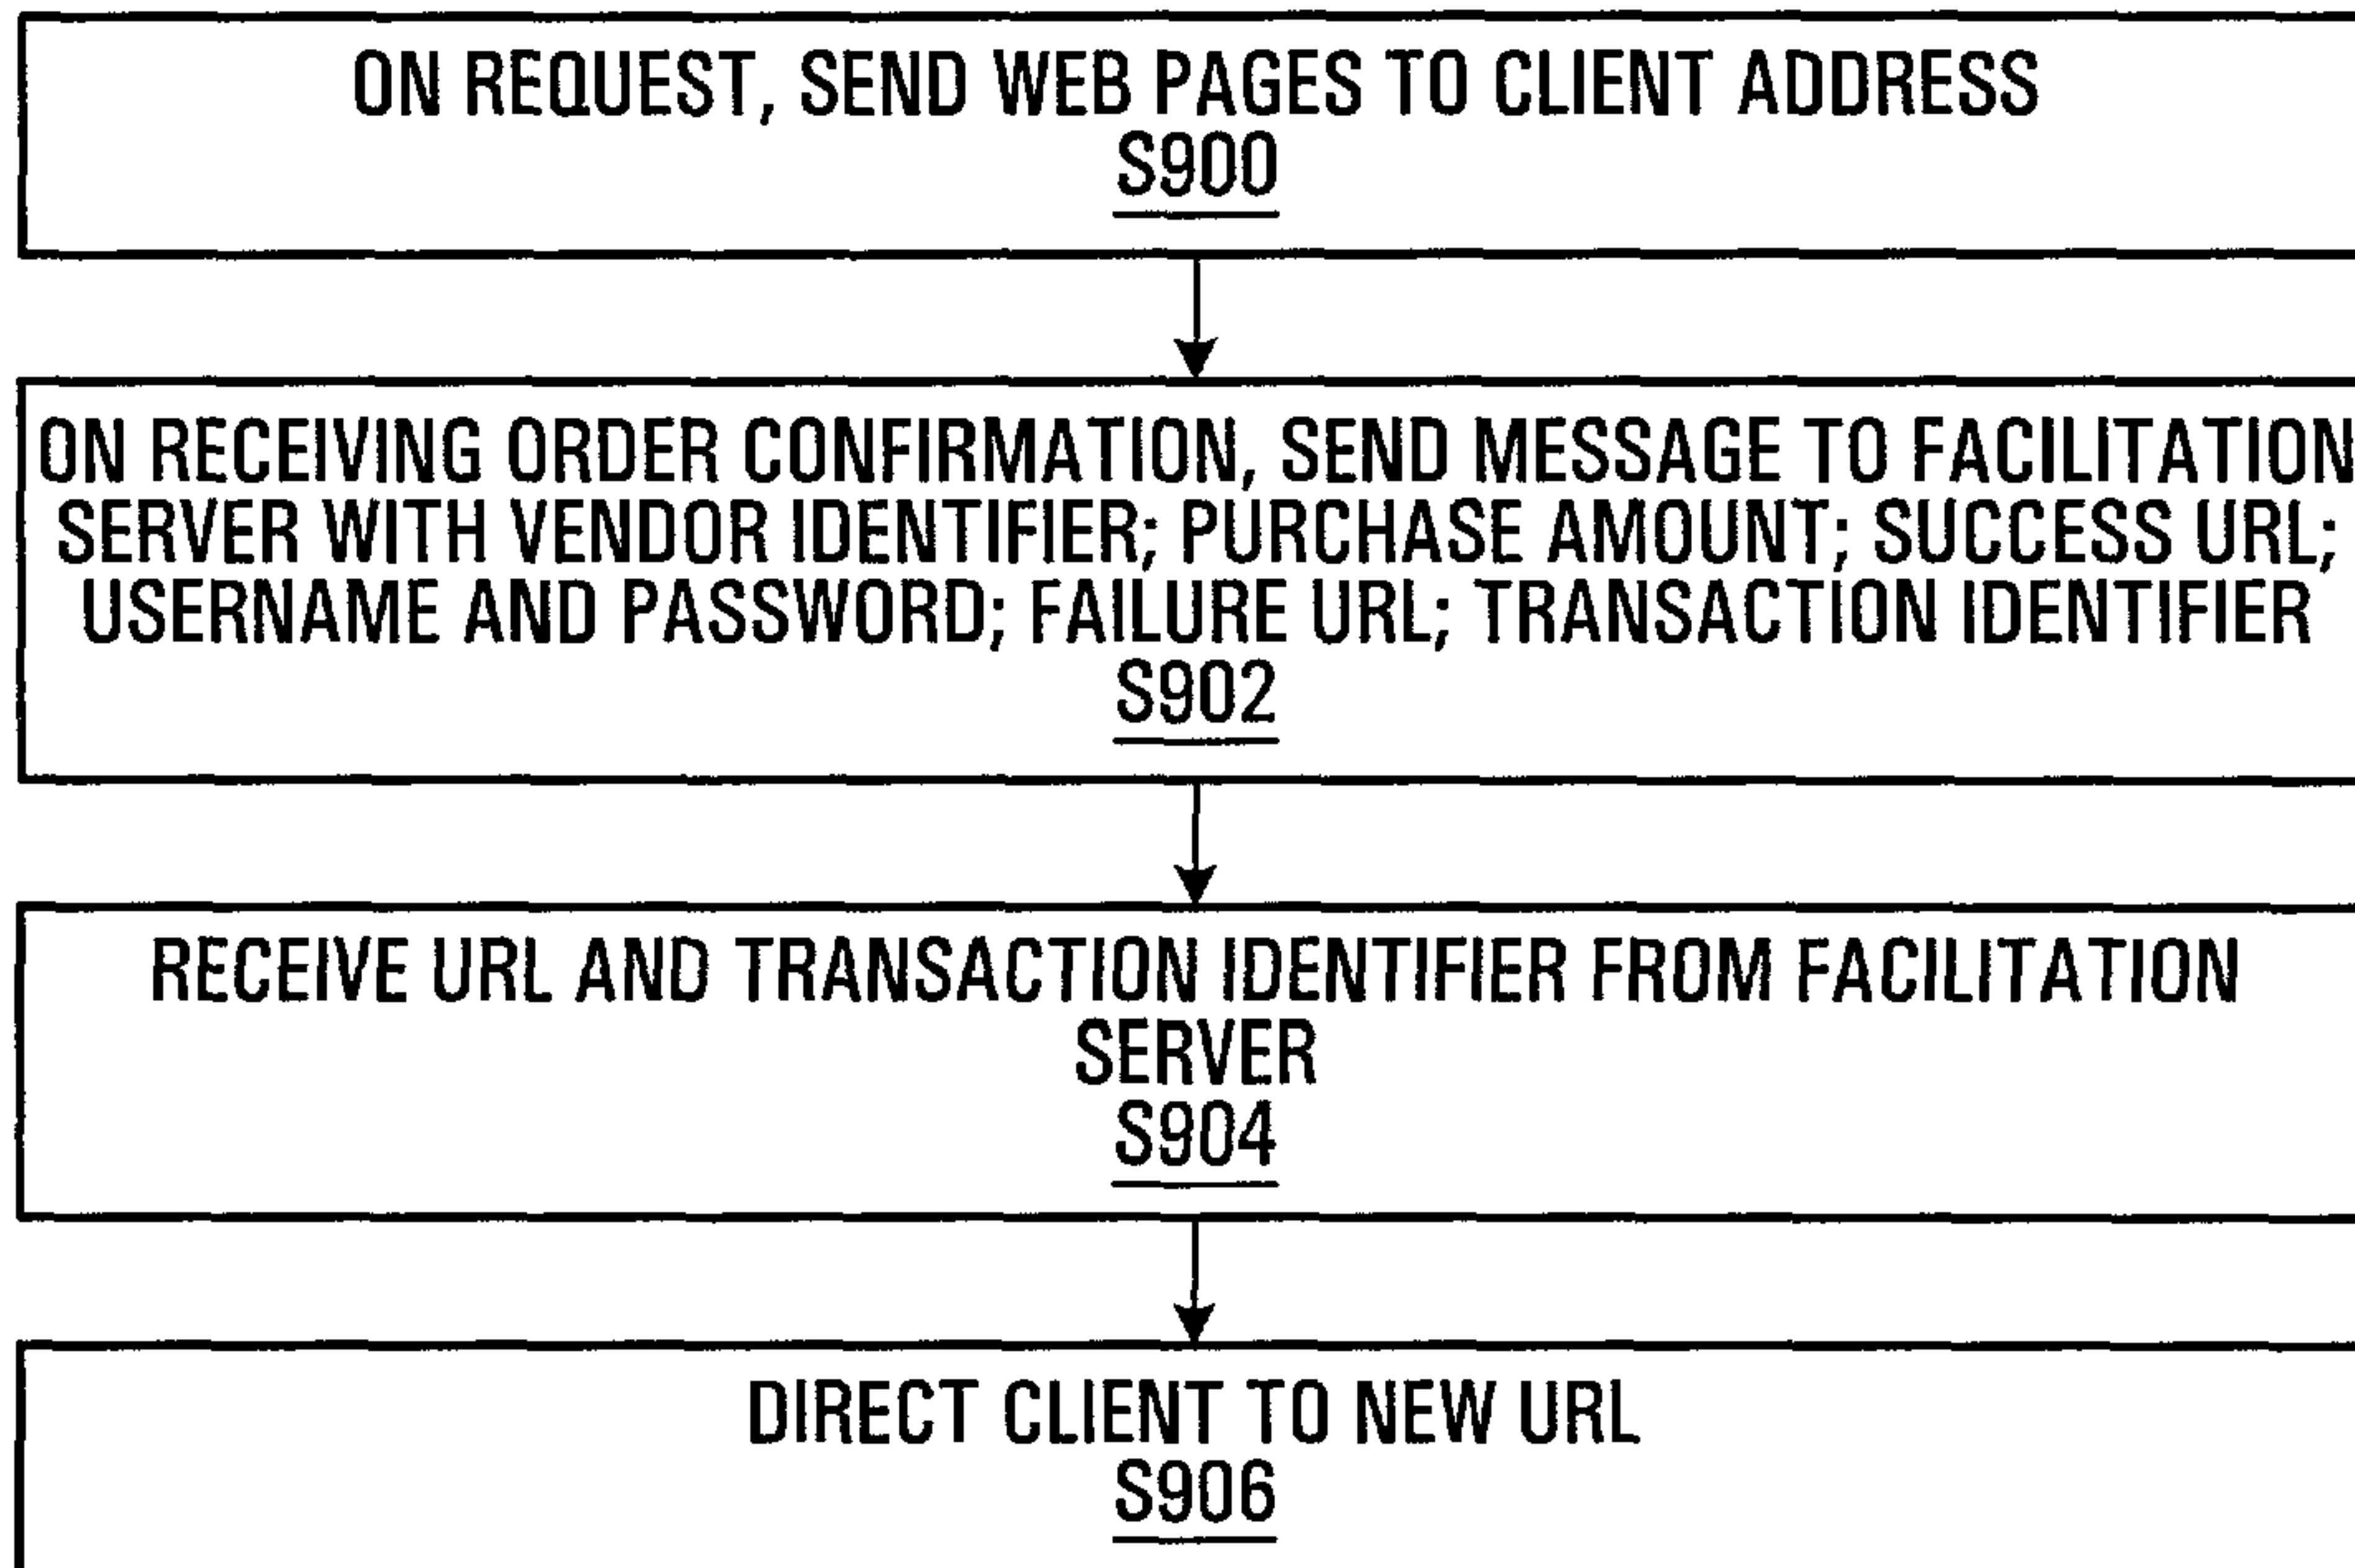 ON REQUEST, SEND WEB PAGES TO CLIENT ADDRESS
S900
ON RECEIVING ORDER CONFIRMATION, SEND MESSAGE TO FACILITATION
SERVER WITH VENDOR IDENTIFIER; PURCHASE AMOUNT; SUCCESS URL;
USERNAME AND PASSWORD; FAILURE URL; TRANSACTION IDENTIFIER
S902
RECEIVE URL AND TRANSACTION IDENTIFIER FROM FACILITATION
SERVER
S904
DIRECT CLIENT TO NEW URL
S906